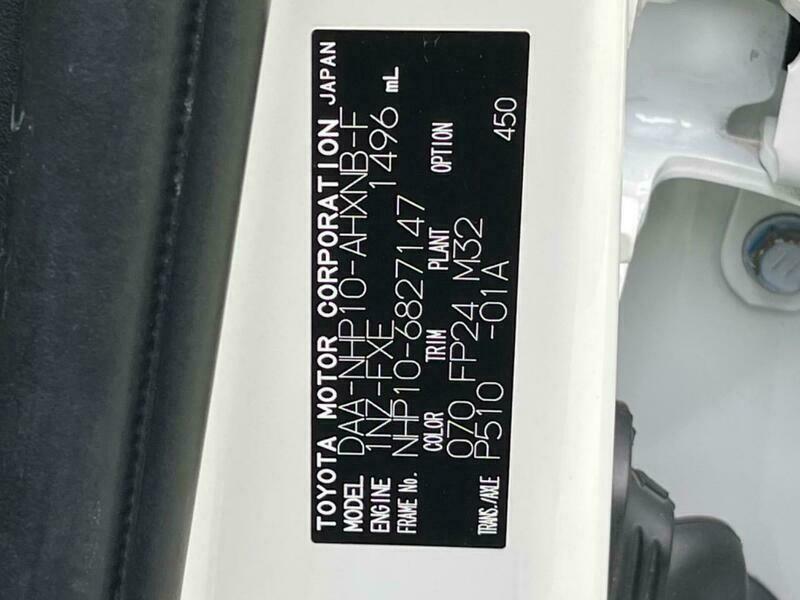 TOYOTA MOTOR CORPORATION JAPAN
MODEL DAA-NHP10-AHXNB-F
ENGINE 1NZ-FXE 1496 mL
FRAME No. NHP10-6827147
COLOR TRIM PLANT OPTION
070 FP24 M32
TRANS./AXLE P510 -01A 450